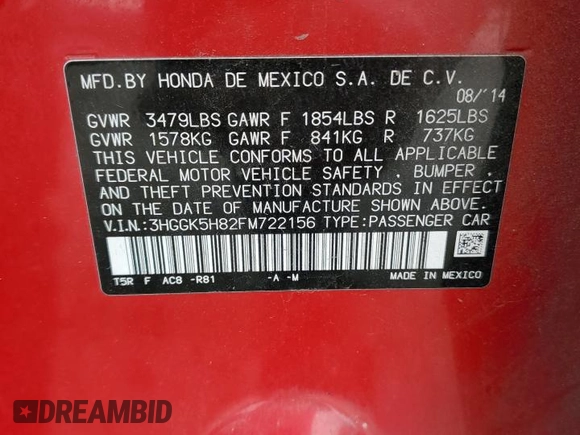 MFD.BY HONDA DE MEXICO S.A. DE C.V.
08/'14
GVWR 3479LBS GAWR F 1854LBS R 1625LBS
GVWR 1578KG GAWR F 841KG R 737KG
THIS VEHICLE CONFORMS TO ALL APPLICABLE
FEDERAL MOTOR VEHICLE SAFETY , BUMPER ,
AND THEFT PREVENTION STANDARDS IN EFFECT
ON THE DATE OF MANUFACTURE SHOWN ABOVE.
V.I.N.:3HGGK5H82FM722156 TYPE:PASSENGER CAR
T5R F AC8 -R81 -A -M MADE IN MEXICO
DREAMBID